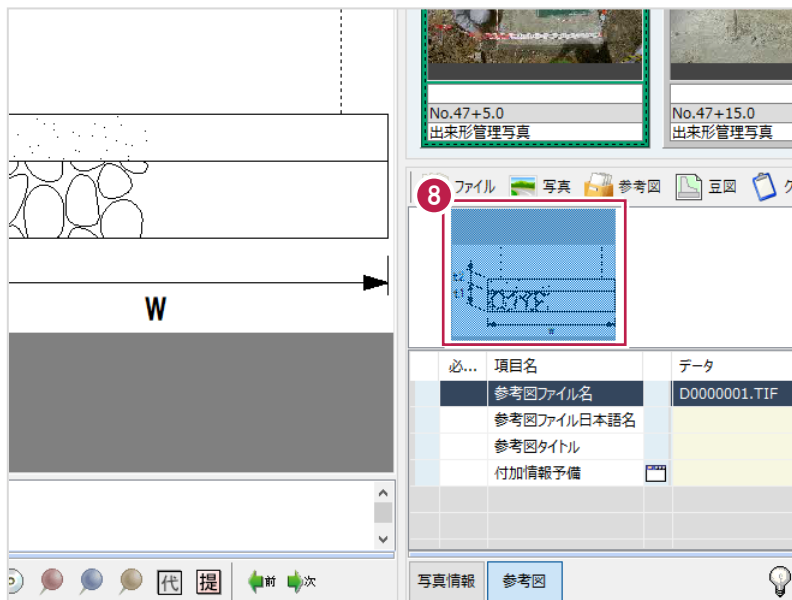 No.47+5.0
出来形管理写真
No.47+15.0
出来形管理写真
ファイル 写真 参考図 豆図
8
t2
t1
W
W
必... 項目名 データ
参考図ファイル名 D0000001.TIF
参考図ファイル日本語名
参考図タイトル
付加情報予備
代 提 前 次
写真情報 参考図